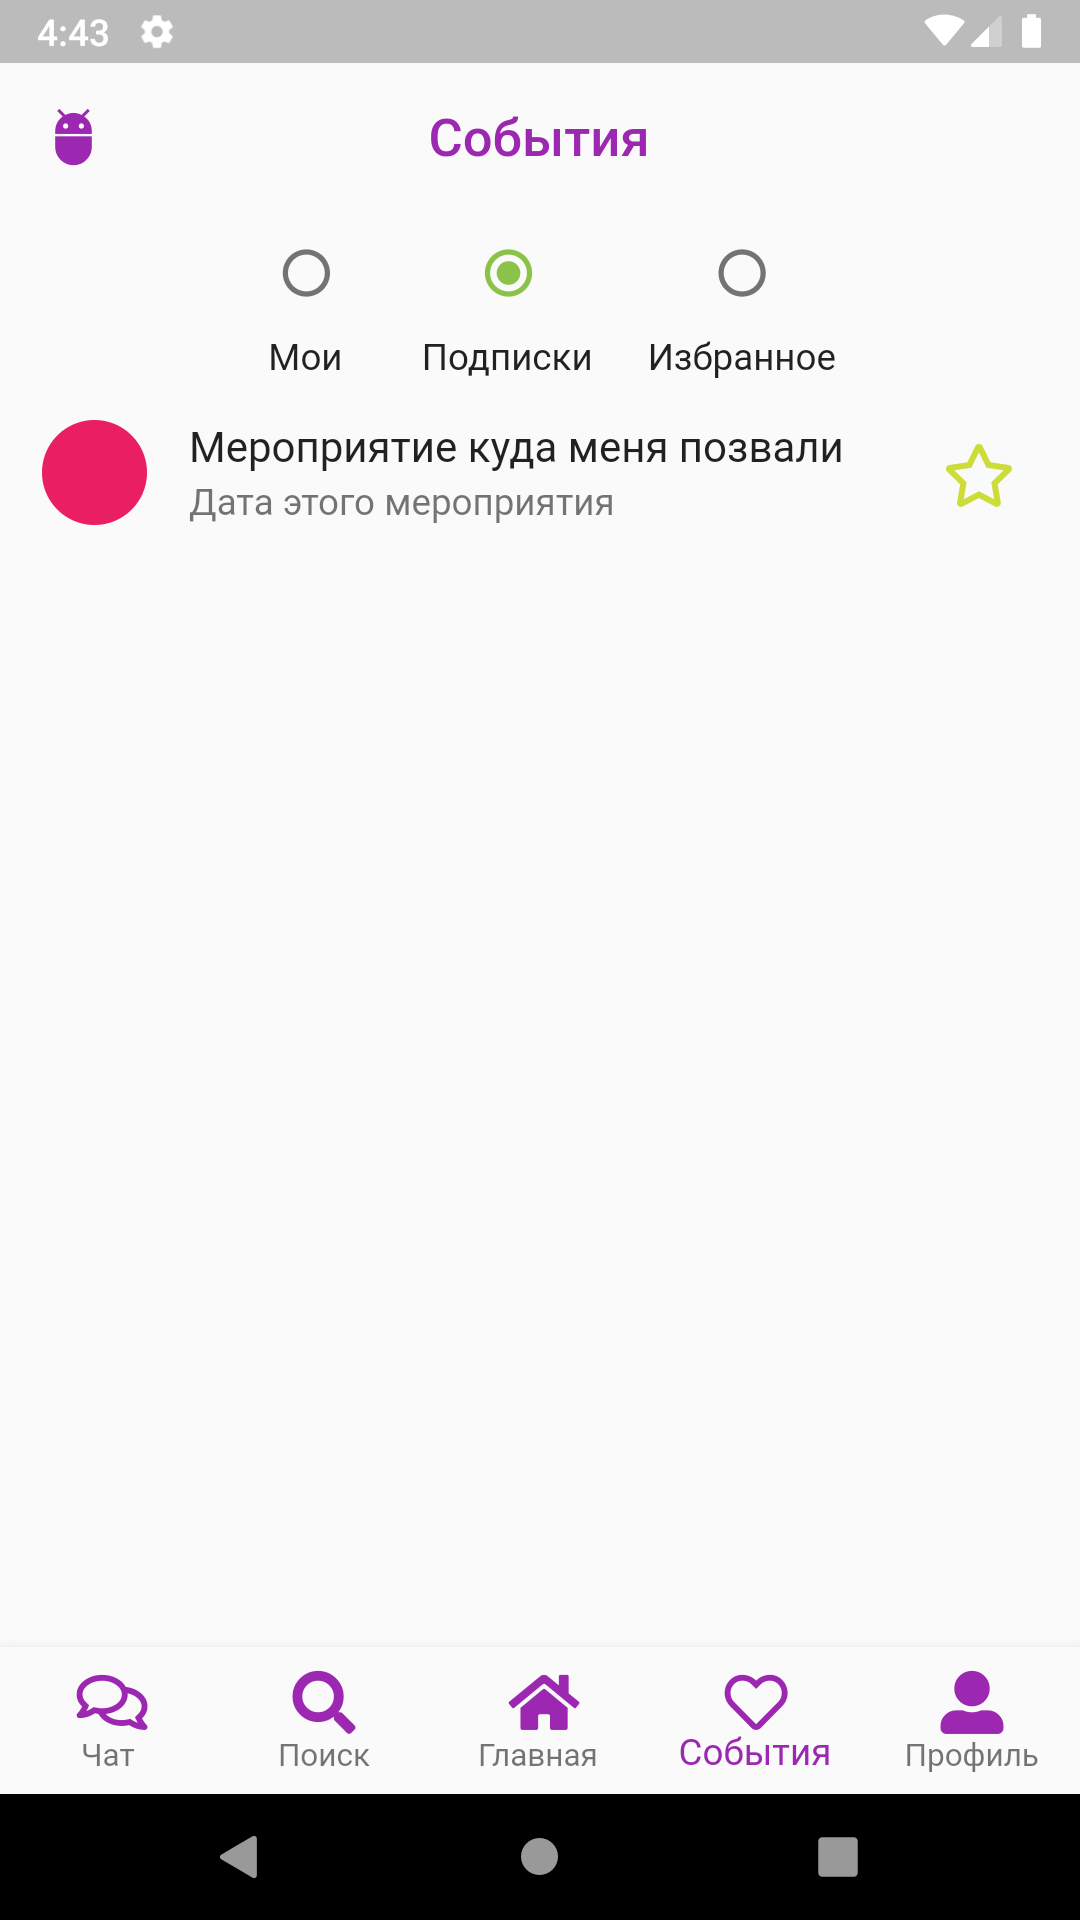 4:43
События
Мои Подписки Избранное
Мероприятие куда меня позвали
Дата этого мероприятия
Чат Поиск Главная События Профиль